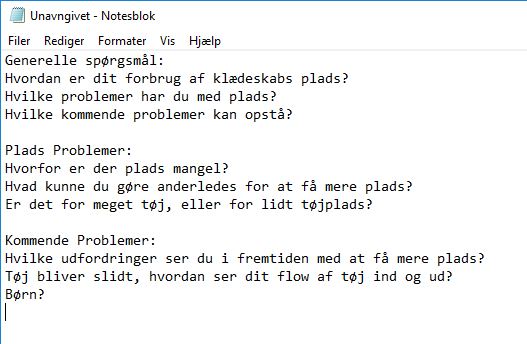 Unavngivet - Notesblok
Filer Rediger Formater Vis Hjælp
Generelle spørgsmål:
Hvordan er dit forbrug af klædeskabs plads?
Hvilke problemer har du med plads?
Hvilke kommende problemer kan opstå?

Plads Problemer:
Hvorfor er der plads mangel?
Hvad kunne du gøre anderledes for at få mere plads?
Er det for meget tøj, eller for lidt tøjplads?

Kommende Problemer:
Hvilke udfordringer ser du i fremtiden med at få mere plads?
Tøj bliver slidt, hvordan ser dit flow af tøj ind og ud?
Børn?